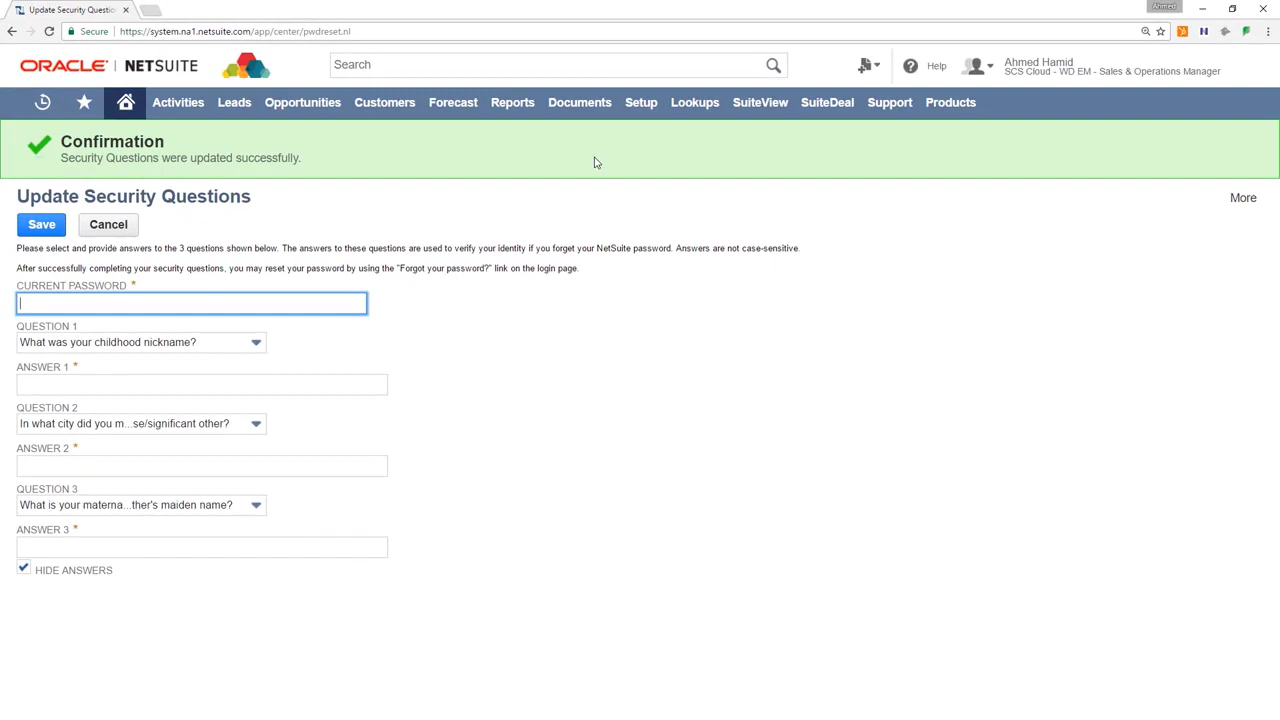 Update Security Questio
Ahmed
Secure
https://system.na1.netsuite.com/app/center/pwdreset.nl
ORACLE NETSUITE
Search
Help
Ahmed Hamid
SCS Cloud - WD EM - Sales & Operations Manager
Activities Leads Opportunities Customers Forecast Reports Documents Setup Lookups SuiteView SuiteDeal Support Products
Confirmation
Security Questions were updated successfully.
Update Security Questions
More
Save Cancel
Please select and provide answers to the 3 questions shown below. The answers to these questions are used to verify your identity if you forget your NetSuite password. Answers are not case-sensitive.
After successfully completing your security questions, you may reset your password by using the "Forgot your password?" link on the login page.
CURRENT PASSWORD *
QUESTION 1
What was your childhood nickname?
ANSWER 1 *
QUESTION 2
In what city did you m...se/significant other?
ANSWER 2 *
QUESTION 3
What is your materna...ther's maiden name?
ANSWER 3 *
HIDE ANSWERS